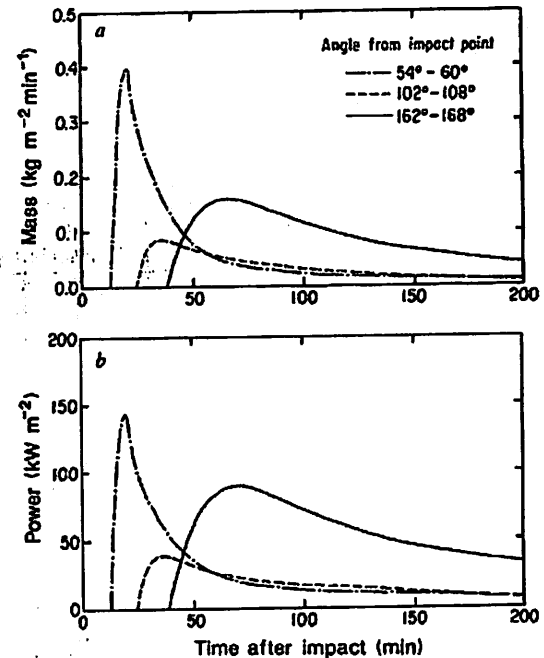 a
Angle from impact point
54° - 60°
102° - 108°
162° - 168°
Mass (kg m⁻² min⁻¹)
0.5
0.4
0.3
0.2
0.1
0.0
0
50
100
150
200
b
Power (kW m⁻²)
200
150
100
50
0
0
50
100
150
200
Time after impact (min)